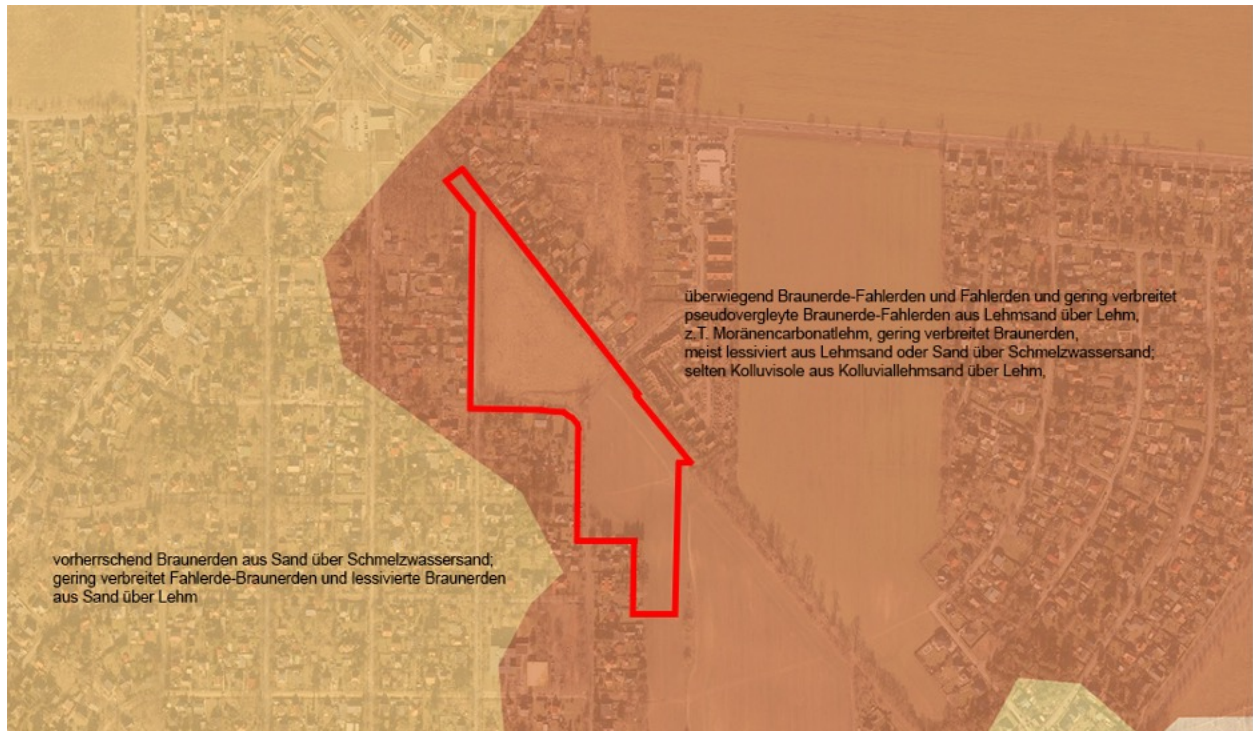 überwiegend Braunerde-Fahlerden und Fahlerden und gering verbreitet
pseudovergleyte Braunerde-Fahlerden aus Lehmsand über Lehm,
z.T. Moränencarbonatlehm, gering verbreitet Braunerden,
meist lessiviert aus Lehmsand oder Sand über Schmelzwassersand;
selten Kolluvisole aus Kolluviallehmsand über Lehm,
vorherrschend Braunerden aus Sand über Schmelzwassersand;
gering verbreitet Fahlerde-Braunerden und lessivierte Braunerden
aus Sand über Lehm